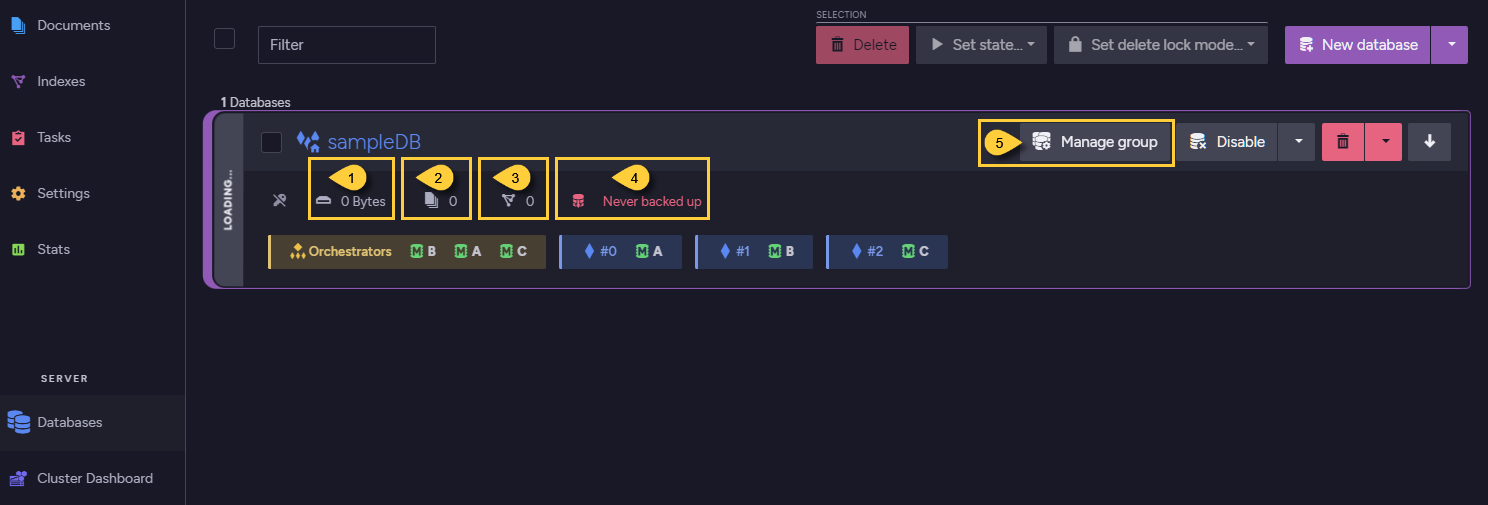 Documents
Indexes
Tasks
Settings
Stats
SERVER
Databases
Cluster Dashboard
Filter
SELECTION
Delete
Set state...
Set delete lock mode...
New database
1 Databases
LOADING...
sampleDB
5
Manage group
Disable
1
2
3
4
0 Bytes
0
0
Never backed up
Orchestrators M B M A M C
#0 M A
#1 M B
#2 M C